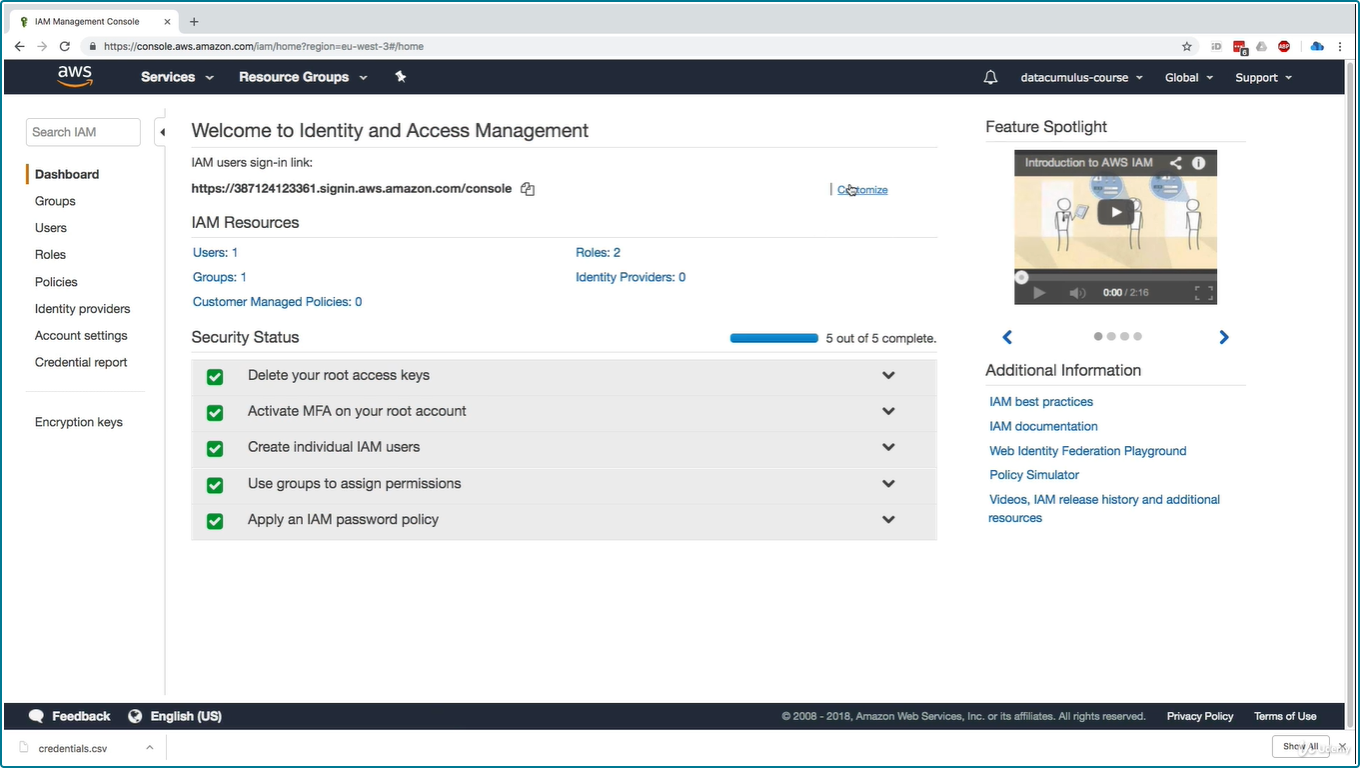 IAM Management Console
https://console.aws.amazon.com/iam/home?region=eu-west-3#/home
iD
6
ABP
aws
Services
Resource Groups
datacumulus-course
Global
Support
Search IAM
Dashboard
Groups
Users
Roles
Policies
Identity providers
Account settings
Credential report
Encryption keys
Welcome to Identity and Access Management
IAM users sign-in link:
https://387124123361.signin.aws.amazon.com/console
| Customize
IAM Resources
Users: 1
Roles: 2
Groups: 1
Identity Providers: 0
Customer Managed Policies: 0
Security Status
5 out of 5 complete.
Delete your root access keys
Activate MFA on your root account
Create individual IAM users
Use groups to assign permissions
Apply an IAM password policy
Feature Spotlight
Introduction to AWS IAM
0:00 / 2:16
Additional Information
IAM best practices
IAM documentation
Web Identity Federation Playground
Policy Simulator
Videos, IAM release history and additional
resources
Feedback
English (US)
© 2008 - 2018, Amazon Web Services, Inc. or its affiliates. All rights reserved.
Privacy Policy
Terms of Use
credentials.csv
Show All